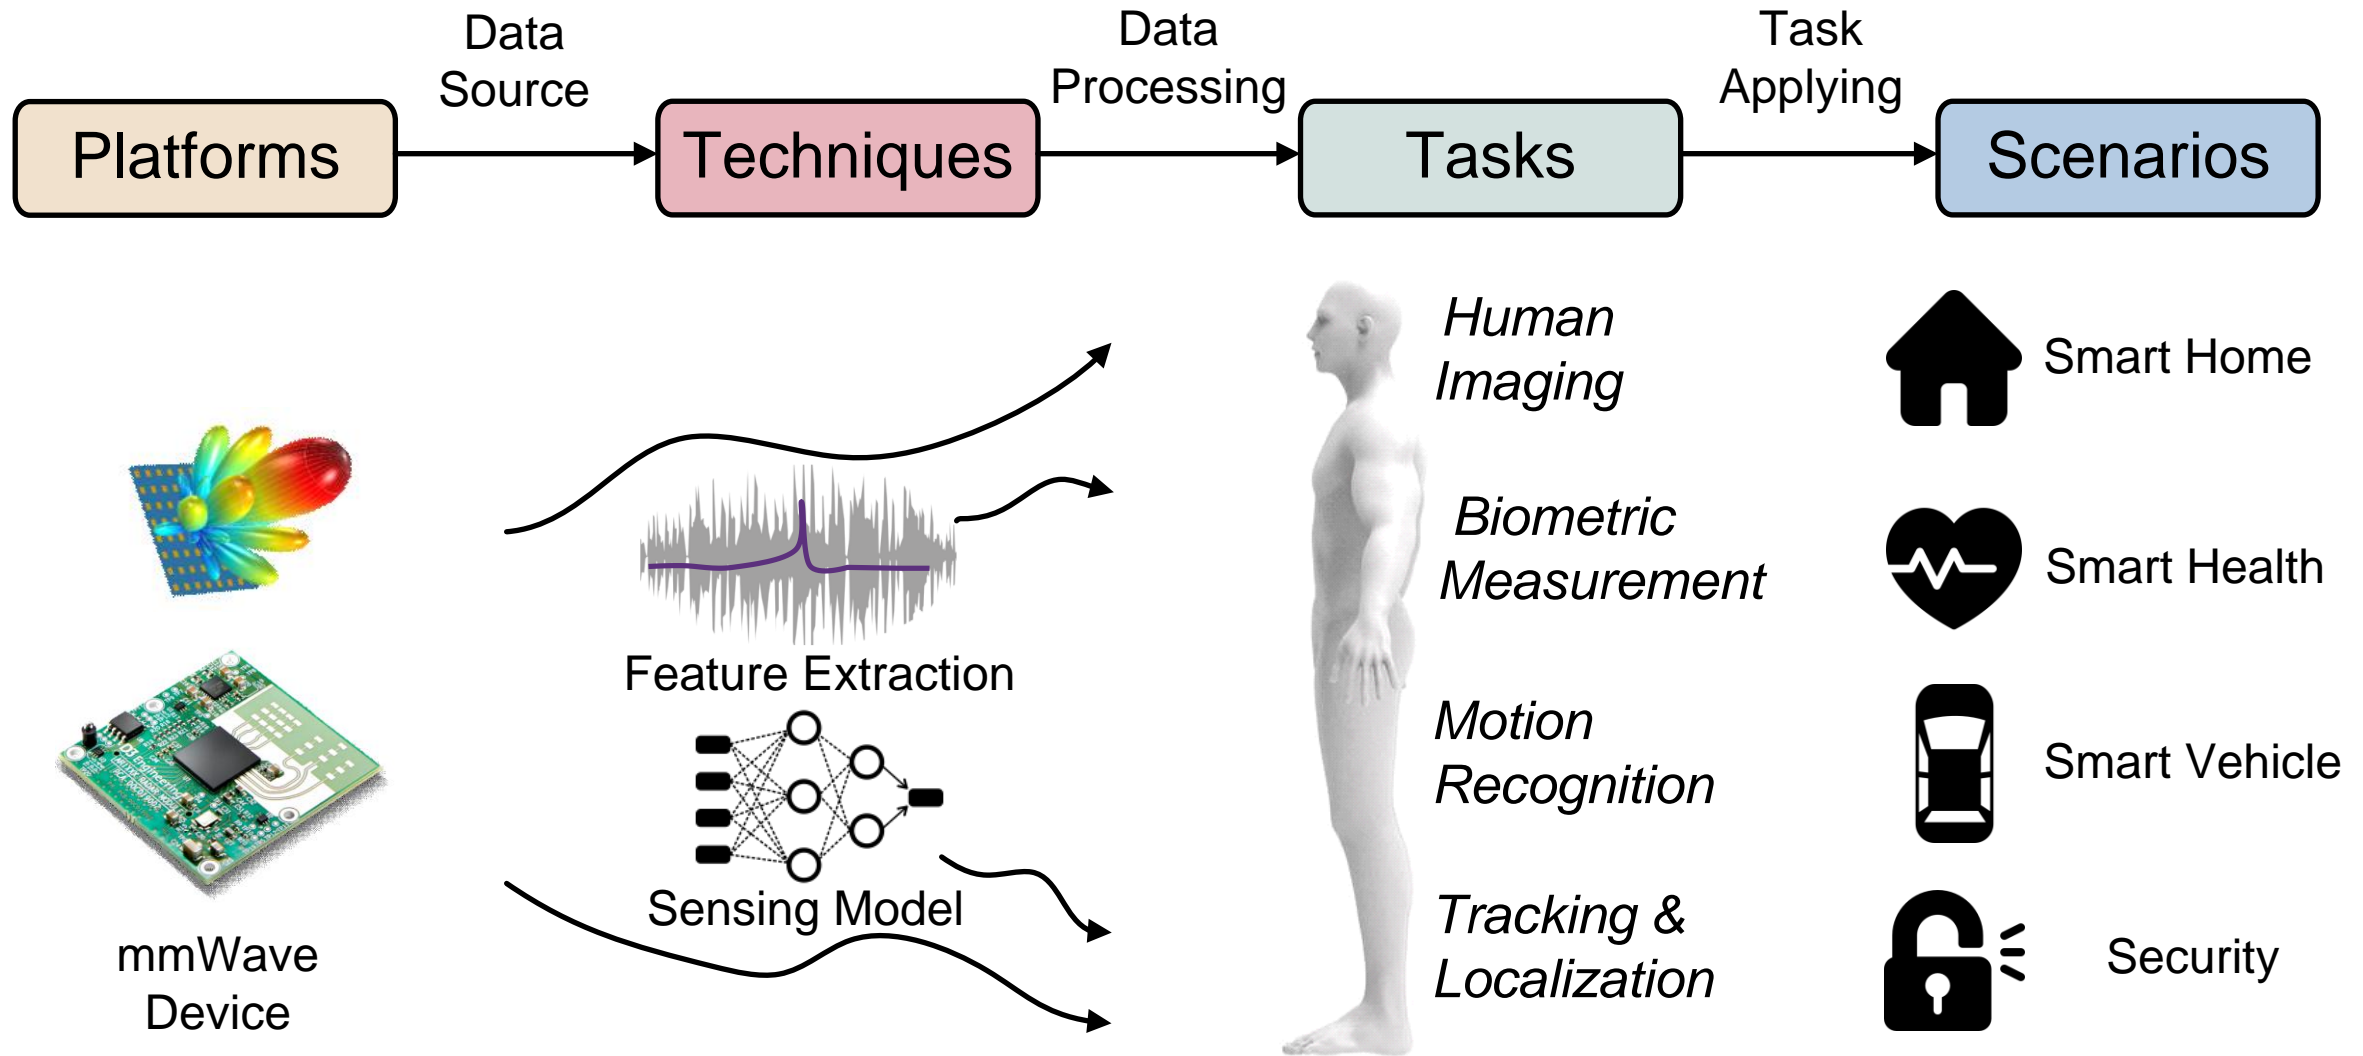 Data
Source
Data
Processing
Task
Applying
Platforms
Techniques
Tasks
Scenarios
Human
Imaging
Smart Home
Biometric
Measurement
Smart Health
Feature Extraction
Motion
Recognition
Smart Vehicle
Sensing Model
Tracking &
Localization
Security
mmWave
Device